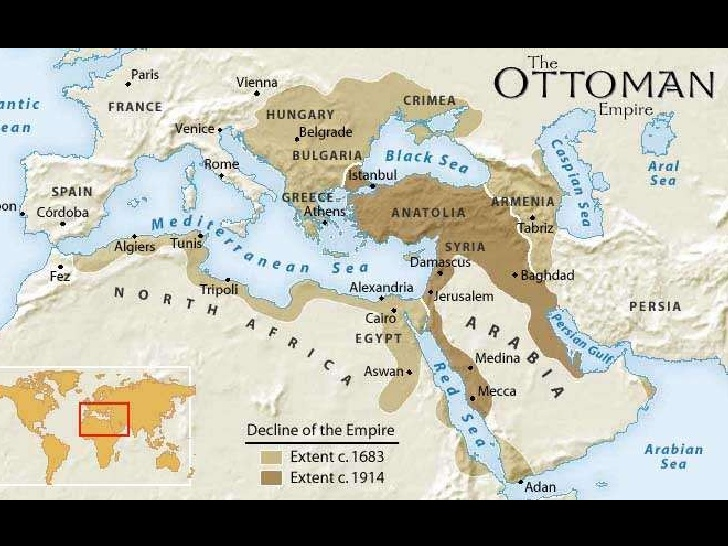 The
OTTOMAN
Empire
Paris
Vienna
CRIMEA
antic
ean
FRANCE
HUNGARY
Venice
Belgrade
BULGARIA
Black Sea
Caspian Sea
Aral
Sea
Rome
Istanbul
SPAIN
GREECE
ARMENIA
on
Córdoba
Athens
ANATOLIA
Tabriz
Mediterranean Sea
Algiers
Tunis
SYRIA
Damascus
Fez
Baghdad
Tripoli
Alexandria
Jerusalem
NORTH AFRICA
Cairo
PERSIA
EGYPT
ARABIA
Persian Gulf
Aswan
Medina
Red Sea
Mecca
Decline of the Empire
Extent c. 1683
Extent c. 1914
Arabian
Sea
Adan